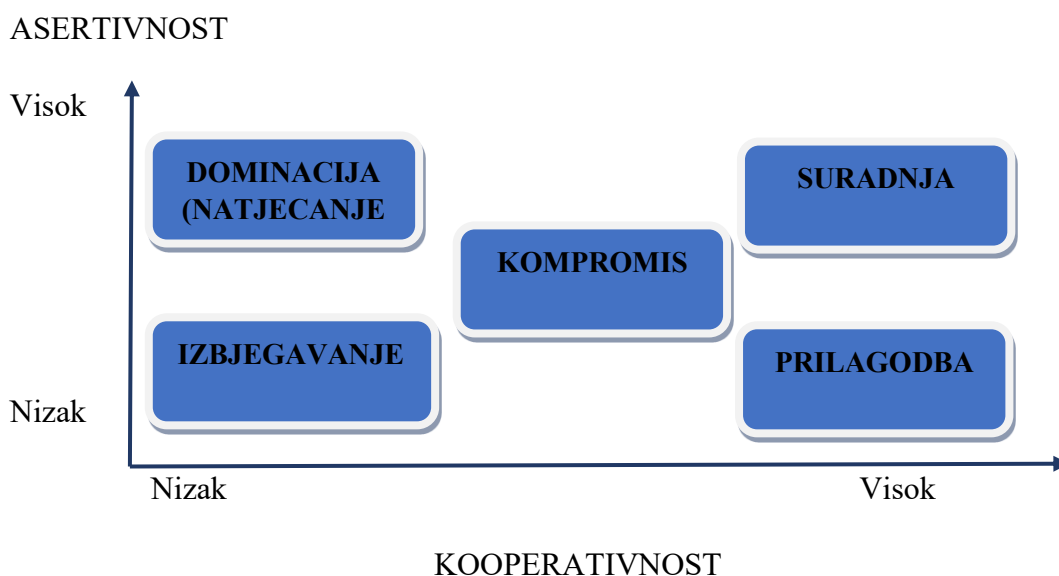 ASERTIVNOST
Visok
DOMINACIJA
(NATJECANJE
SURADNJA
KOMPROMIS
IZBJEGAVANJE
PRILAGODBA
Nizak
Nizak
Visok
KOOPERATIVNOST